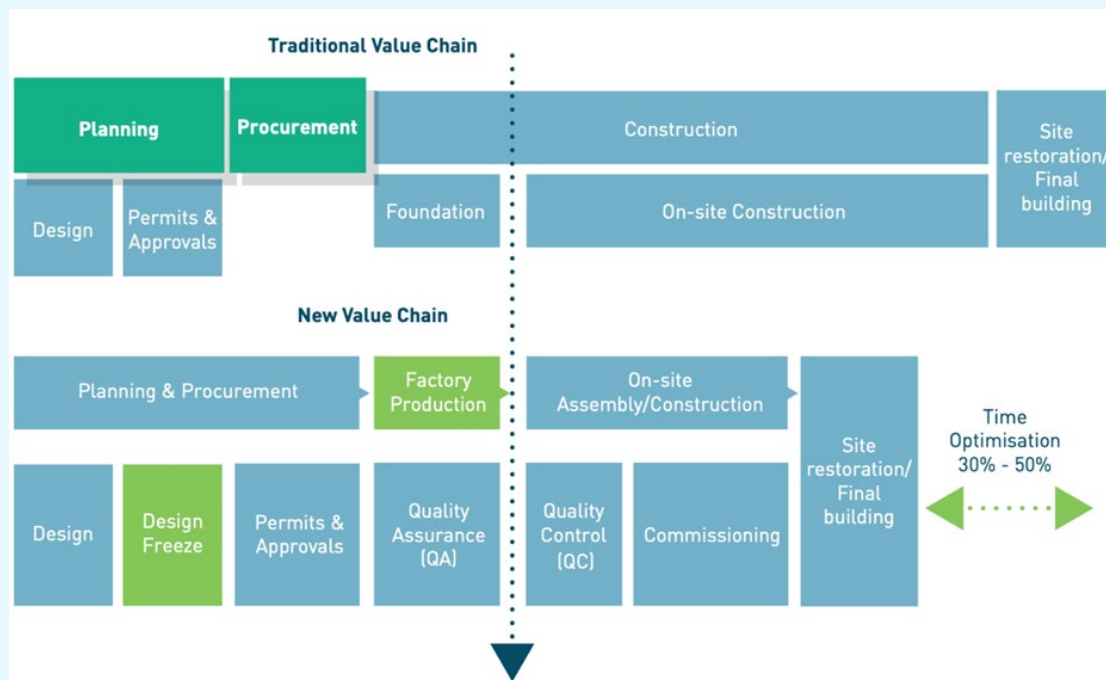 Traditional Value Chain
Planning
Procurement
Construction
Site
restoration/
Final
building
Design
Permits &
Approvals
Foundation
On-site Construction
New Value Chain
Planning & Procurement
Factory
Production
On-site
Assembly/Construction
Site
restoration/
Final
building
Time
Optimisation
30% - 50%
Design
Design
Freeze
Permits &
Approvals
Quality
Assurance
(QA)
Quality
Control
(QC)
Commissioning